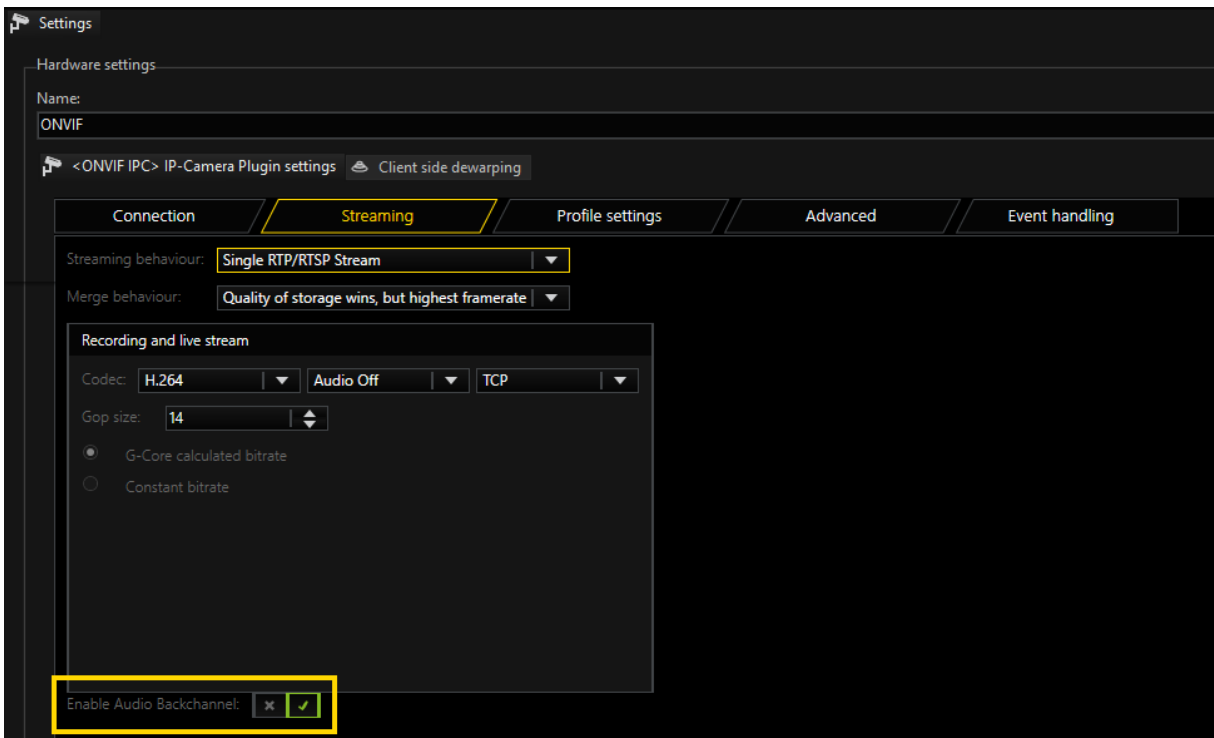 Settings
Hardware settings
Name:
ONVIF
<ONVIF IPC> IP-Camera Plugin settings Client side dewarping
Connection Streaming Profile settings Advanced Event handling
Streaming behaviour: Single RTP/RTSP Stream
Merge behaviour: Quality of storage wins, but highest framerate
Recording and live stream
Codec: H.264 Audio Off TCP
Gop size: 14
G-Core calculated bitrate
Constant bitrate
Enable Audio Backchannel: